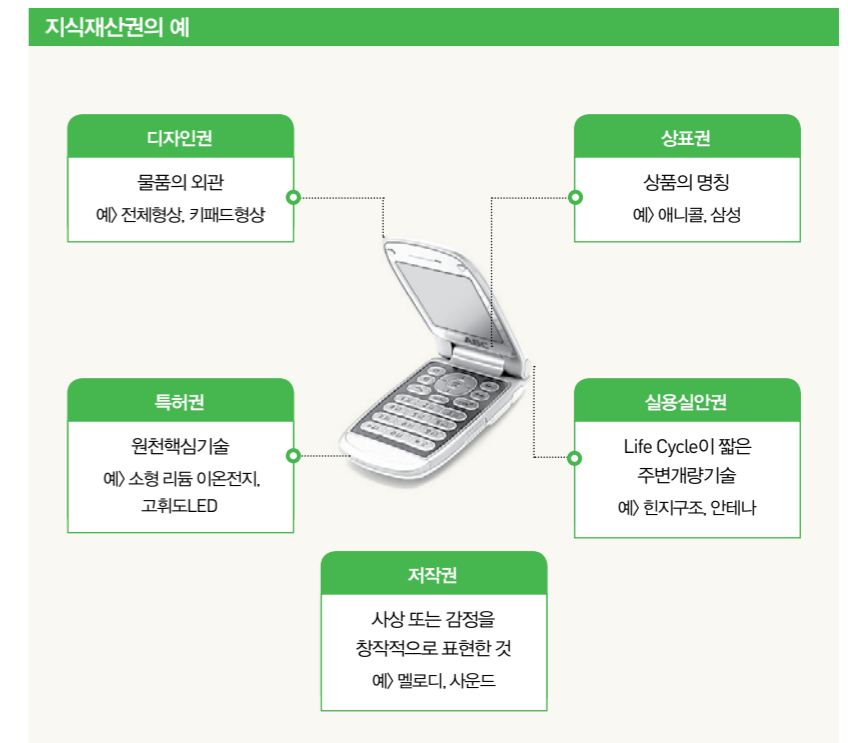 지식재산권의 예
디자인권
물품의 외관
예〉 전체형상, 키패드형상
상표권
상품의 명칭
예〉 애니콜, 삼성
ABC
특허권
원천핵심기술
예〉 소형 리튬 이온전지,
고휘도LED
실용실안권
Life Cycle이 짧은
주변개량기술
예〉 힌지구조, 안테나
저작권
사상 또는 감정을
창작적으로 표현한 것
예〉 멜로디, 사운드